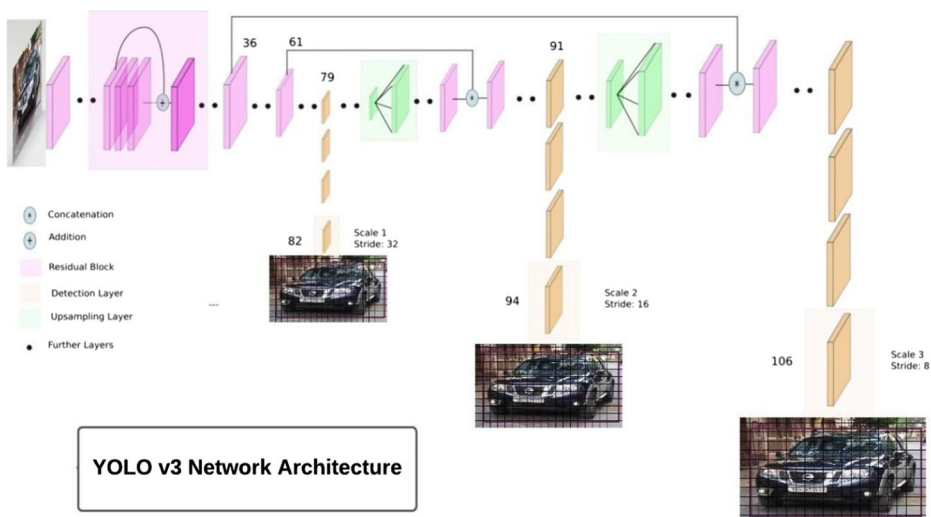 36
61
91
79
*
+
*
Concatenation
*
Addition
+
Residual Block
Detection Layer
Upsampling Layer
Further Layers
...
82
Scale 1
Stride: 32
94
Scale 2
Stride: 16
106
Scale 3
Stride: 8
YOLO v3 Network Architecture